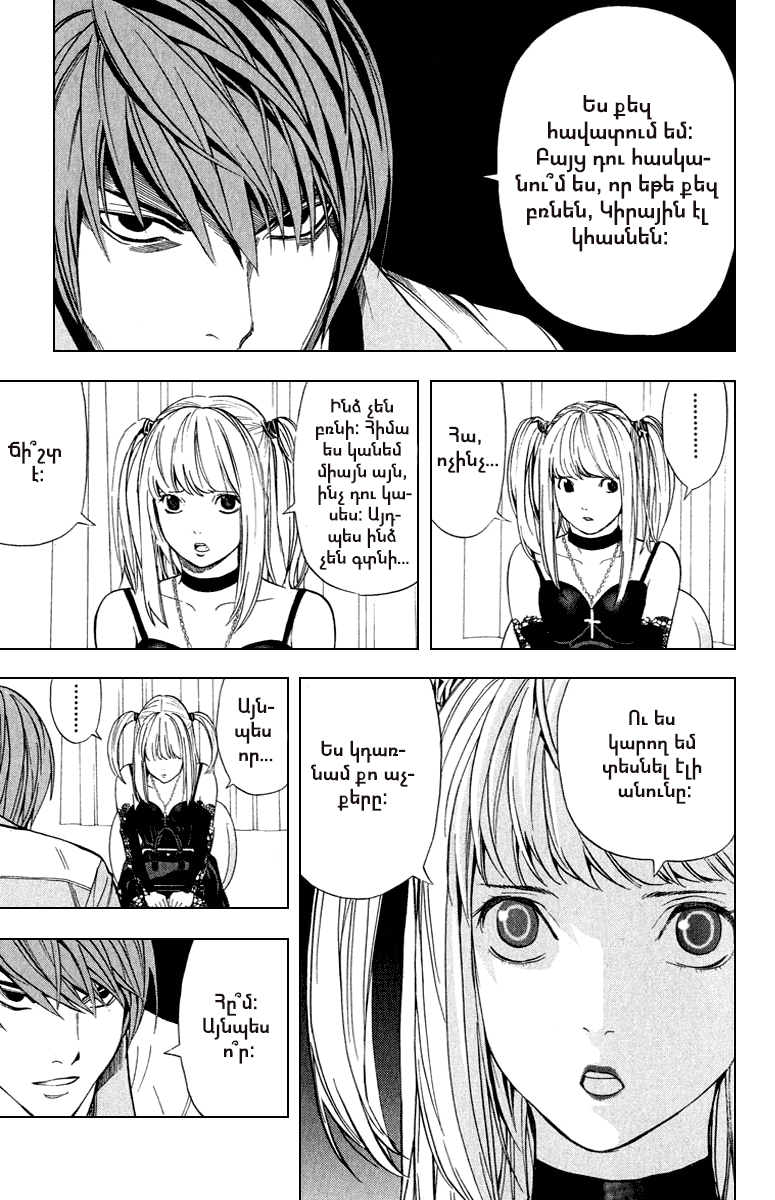 Ես քեզ
հավատում եմ:
Բայց դու հասկա-
նու՞մ ես, որ եթե քեզ
բռնեն, Կիրային էլ
կհասնեն:
..........
Հա,
ոչինչ...
Ինձ չեն
բռնի: Հիմա
ես կանեմ
միայն այն,
ինչ դու կա-
սես: Այդ-
պես ինձ
չեն գտնի...
Ճի՞շտ
է:
Ու ես
կարող եմ
տեսնել Էլի
անունը:
Ես կդառ-
նամ քո աչ-
քերը:
Այն-
պես
որ...
........
Հը՞մ:
Այնպես
ո՞ր: